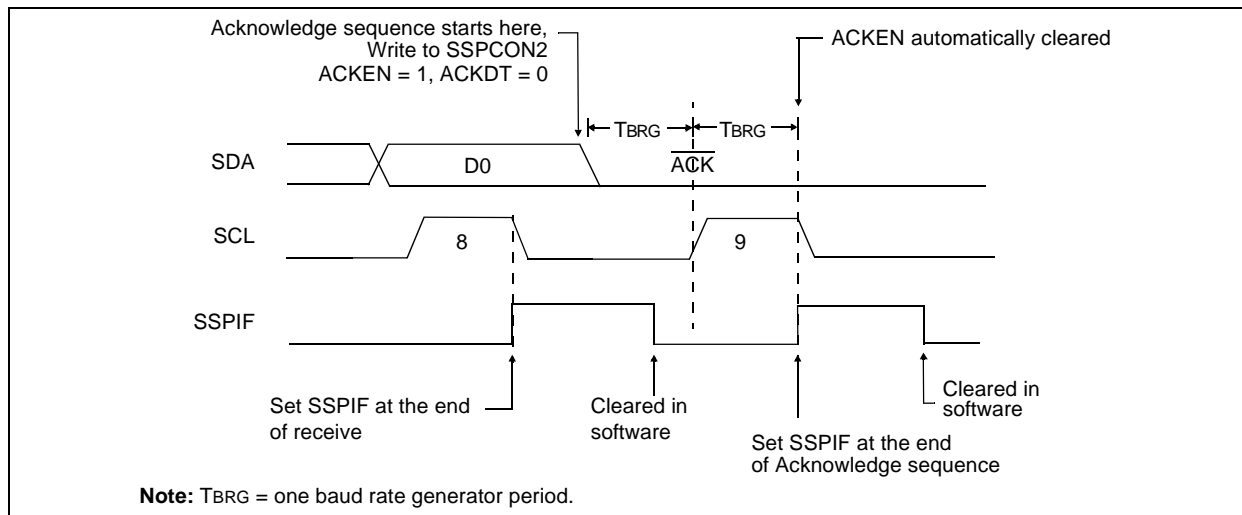 Acknowledge sequence starts here,
Write to SSPCON2
ACKEN = 1, ACKDT = 0
ACKEN automatically cleared
TBRG
TBRG
SDA
D0
ACK
SCL
8
9
SSPIF
Set SSPIF at the end
of receive
Cleared in
software
Set SSPIF at the end
of Acknowledge sequence
Cleared in
software
Note: TBRG = one baud rate generator period.